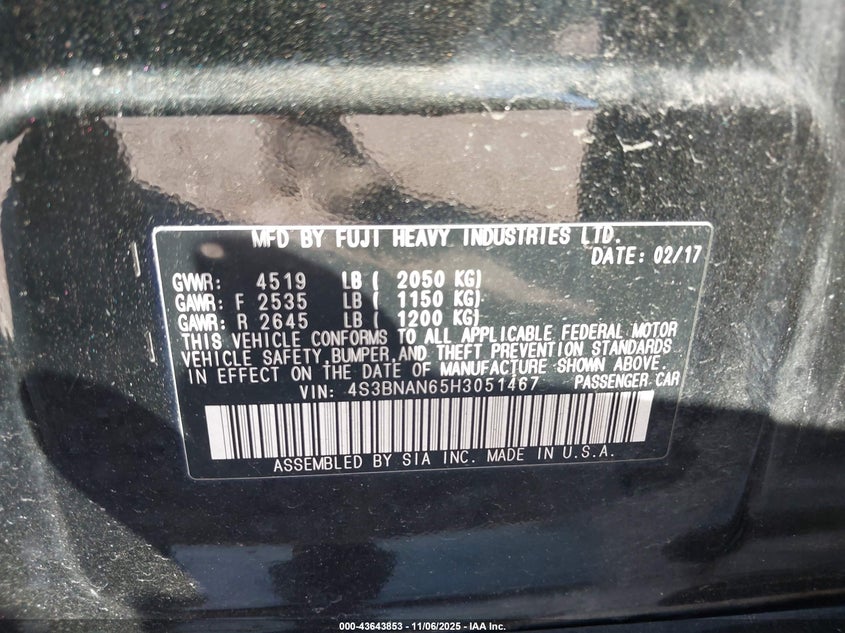 MFD BY FUJI HEAVY INDUSTRIES LTD.
DATE: 02/17
GVWR: 4519 LB ( 2050 KG)
GAWR: F 2535 LB ( 1150 KG)
GAWR: R 2645 LB ( 1200 KG)
THIS VEHICLE CONFORMS TO ALL APPLICABLE FEDERAL MOTOR
VEHICLE SAFETY, BUMPER, AND THEFT PREVENTION STANDARDS
IN EFFECT ON THE DATE OF MANUFACTURE SHOWN ABOVE
VIN: 4S3BNAN65H3051467 PASSENGER CAR
ASSEMBLED BY SIA INC. MADE IN U.S.A.
000-43643853 - 11/06/2025 - IAA Inc.